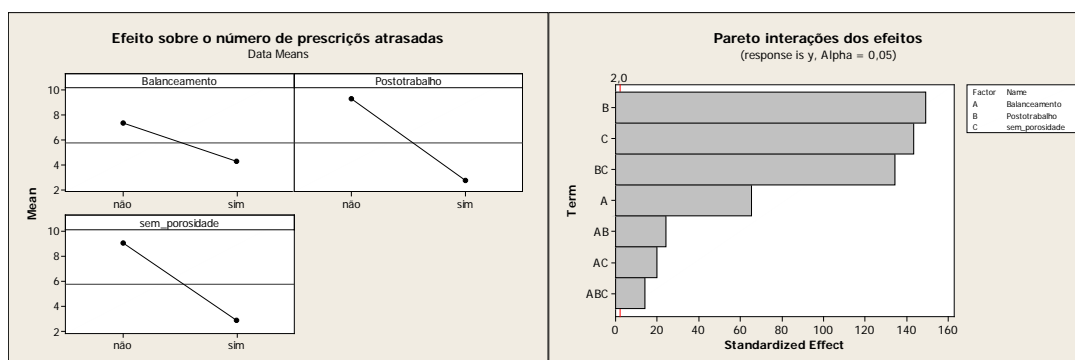 Efeito sobre o número de prescriçõs atrasadas
Data Means
Balanceamento
Postotrabalho
10
8
6
4
2
não
sim
não
sim
Mean
sem_porosidade
10
8
6
4
2
não
sim
Pareto interações dos efeitos
(response is y, Alpha = 0,05)
2,0
B
C
BC
A
AB
AC
ABC
Term
0 20 40 60 80 100 120 140 160
Standardized Effect
Factor Name
A Balanceamento
B Postotrabalho
C sem_porosidade